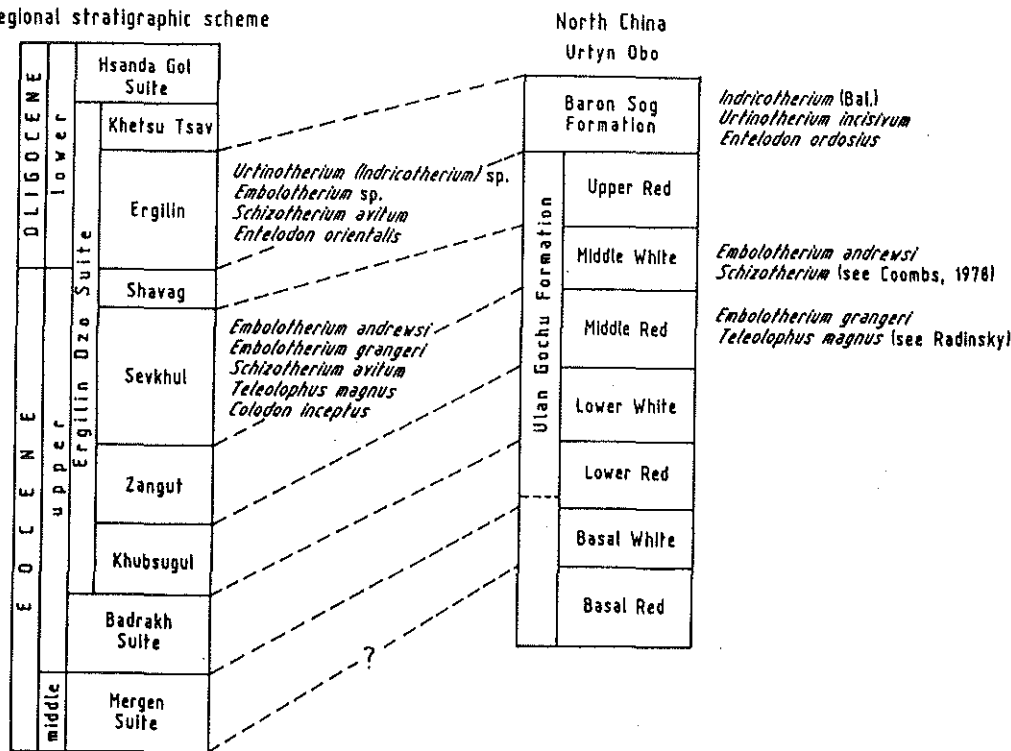 egional stratigraphic scheme
OLIGOCENE
lower
EOCENE
upper
middle
Hsanda Gol
Suite
Ergilin Dzo Suite
Khetsu Tsav
Ergilin
Shavag
Sevkhul
Zangut
Khubsugul
Badrakh
Suite
Mergen
Suite
Urtinotherium (Indricotherium) sp.
Embolotherium sp.
Schizotherium avitum
Entelodon orientalis
Embolotherium andrewsi
Embolotherium grangeri
Schizotherium avitum
Teleolophus magnus
Colodon inceptus
?
North China
Urtyn Obo
Baron Sog
Formation
Ulan Gochu Formation
Upper Red
Middle White
Middle Red
Lower White
Lower Red
Basal White
Basal Red
Indricotherium (Bal.)
Urtinotherium incisivum
Entelodon ordosius
Embolotherium andrewsi
Schizotherium (see Coombs, 1978)
Embolotherium grangeri
Teleolophus magnus (see Radinsky)